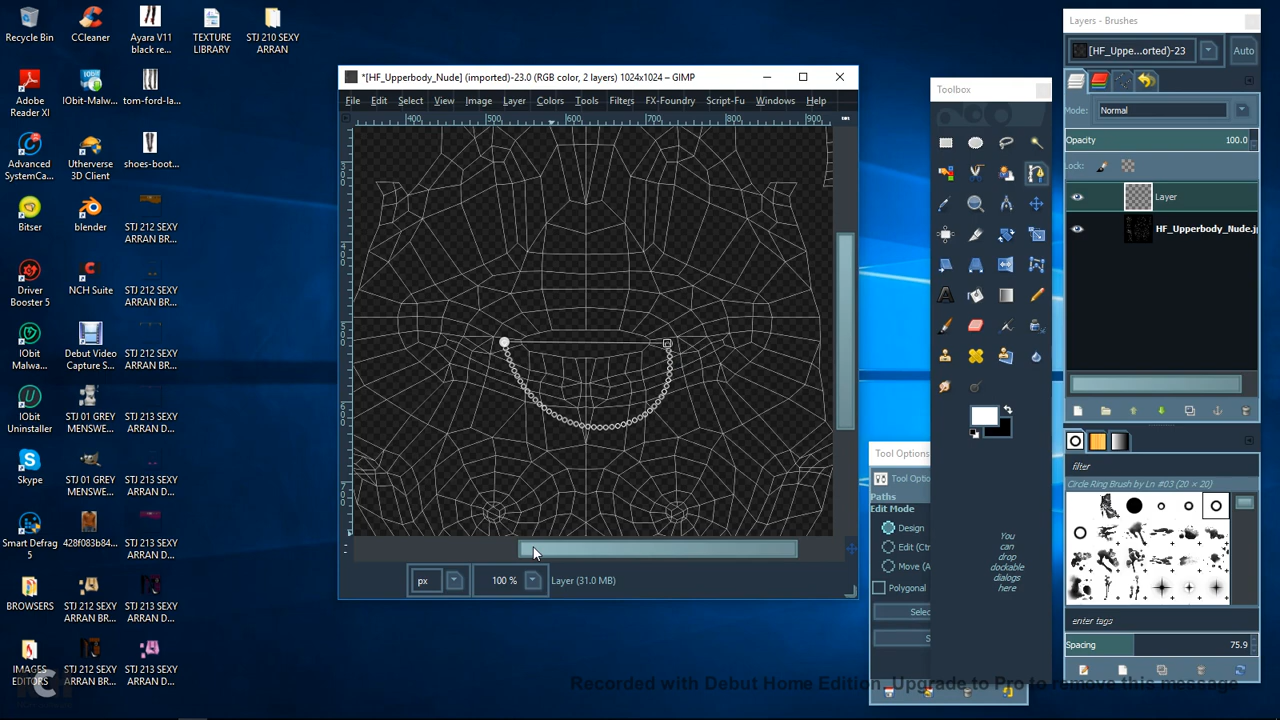 Recycle Bin
CCleaner
Ayara V11
black re...
TEXTURE
LIBRARY
STJ 210 SEXY
ARRAN
Adobe
Reader XI
IObit-Malw...
tom-ford-la...
Advanced
SystemCa...
Utherverse
3D Client
shoes-boot...
Bitser
blender
STJ 212 SEXY
ARRAN BR...
Driver
Booster 5
NCH Suite
STJ 212 SEXY
ARRAN BR...
IObit
Malwa...
Debut Video
Capture S...
STJ 212 SEXY
ARRAN BR...
IObit
Uninstaller
STJ 01 GREY
MENSWE...
STJ 213 SEXY
ARRAN D...
Skype
STJ 01 GREY
MENSWE...
STJ 213 SEXY
ARRAN D...
Smart Defrag
5
428f083b84...
STJ 213 SEXY
ARRAN D...
BROWSERS
STJ 212 SEXY
ARRAN BR...
STJ 213 SEXY
ARRAN D...
IMAGES
EDITORS
STJ 212 SEXY
ARRAN BR...
STJ 213 SEXY
ARRAN D...
*[HF_Upperbody_Nude] (imported)-23.0 (RGB color, 2 layers) 1024x1024 – GIMP
File Edit Select View Image Layer Colors Tools Filters FX-Foundry Script-Fu Windows Help
400 500 600 700 800 900
px 100 % Layer (31.0 MB)
Tool Options
Tool Optio
Paths
Edit Mode
Design
Edit (Ctr
Move (A
Polygonal
Selec
S
Toolbox
You
can
drop
dockable
dialogs
here
Layers - Brushes
[HF_Uppe...orted)-23 Auto
Mode: Normal
Opacity 100.0
Lock:
Layer
HF_Upperbody_Nude.j
filter
Circle Ring Brush by Ln #03 (20 × 20)
enter tags
Spacing 75.9
Recorded with Debut Home Edition. Upgrade to Pro to remove this message